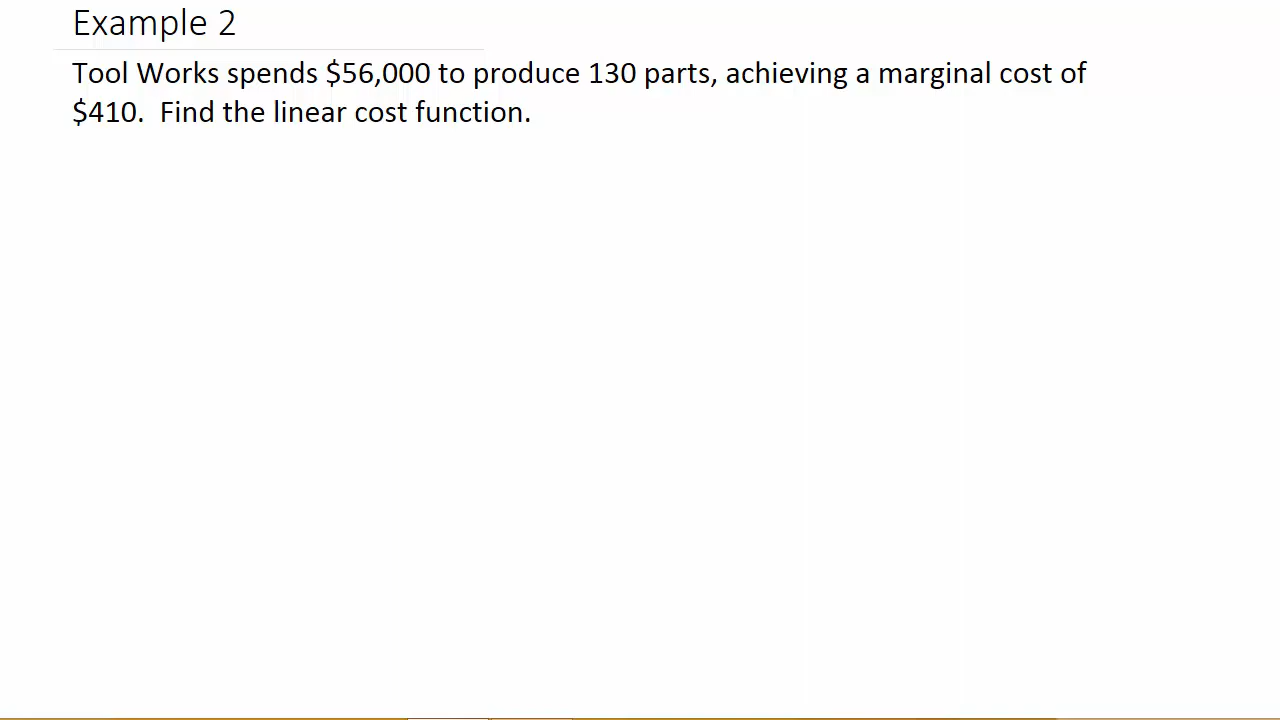 Example 2
Tool Works spends $56,000 to produce 130 parts, achieving a marginal cost of
$410.  Find the linear cost function.